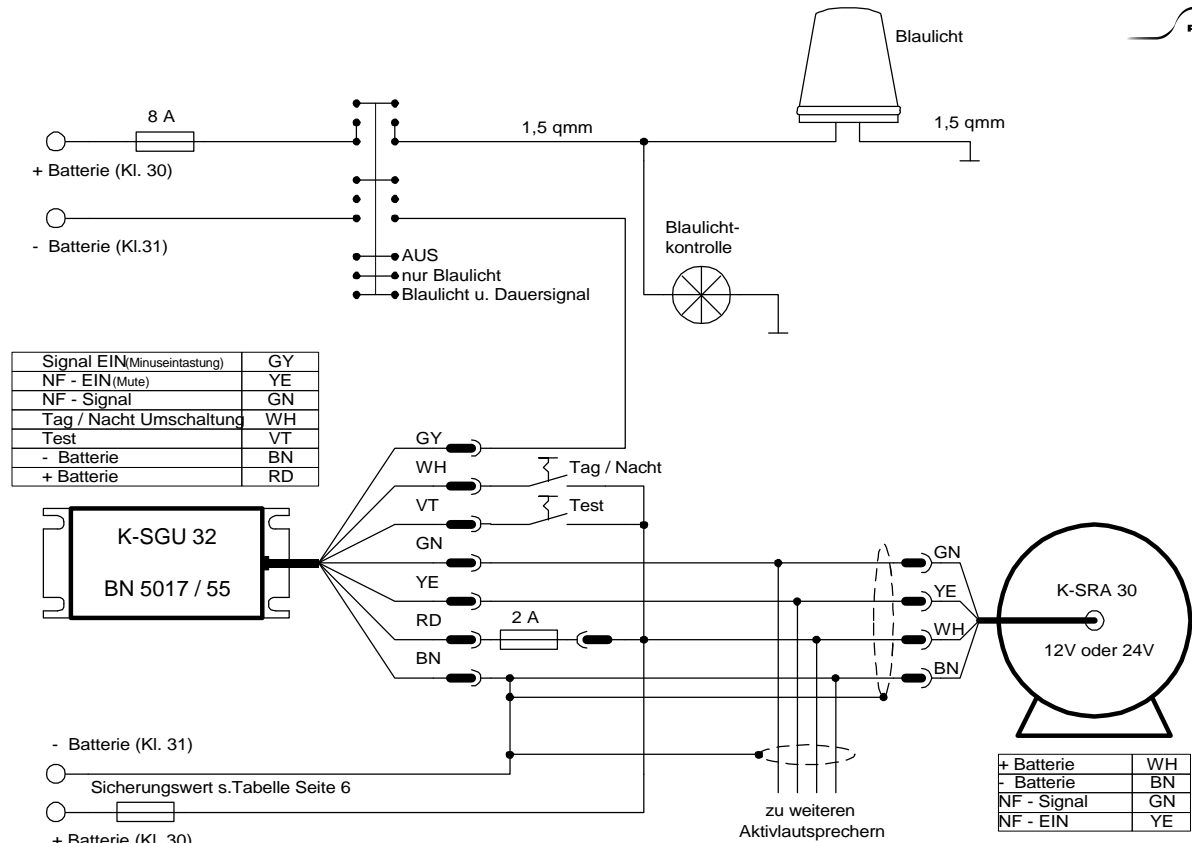 Blaulicht
8 A
1,5 qmm
1,5 qmm
+ Batterie (Kl. 30)
- Batterie (Kl.31)
Blaulicht-
kontrolle
AUS
nur Blaulicht
Blaulicht u. Dauersignal
Signal EIN(Minuseintastung) GY
NF - EIN(Mute) YE
NF - Signal GN
Tag / Nacht Umschaltung WH
Test VT
- Batterie BN
+ Batterie RD
GY
WH
Tag / Nacht
VT
Test
GN
YE
RD
2 A
BN
K-SGU 32
BN 5017 / 55
GN
YE
WH
BN
K-SRA 30
12V oder 24V
- Batterie (Kl. 31)
Sicherungswert s.Tabelle Seite 6
+ Batterie (Kl. 30)
zu weiteren
Aktivlautsprechern
+ Batterie WH
- Batterie BN
NF - Signal GN
NF - EIN YE